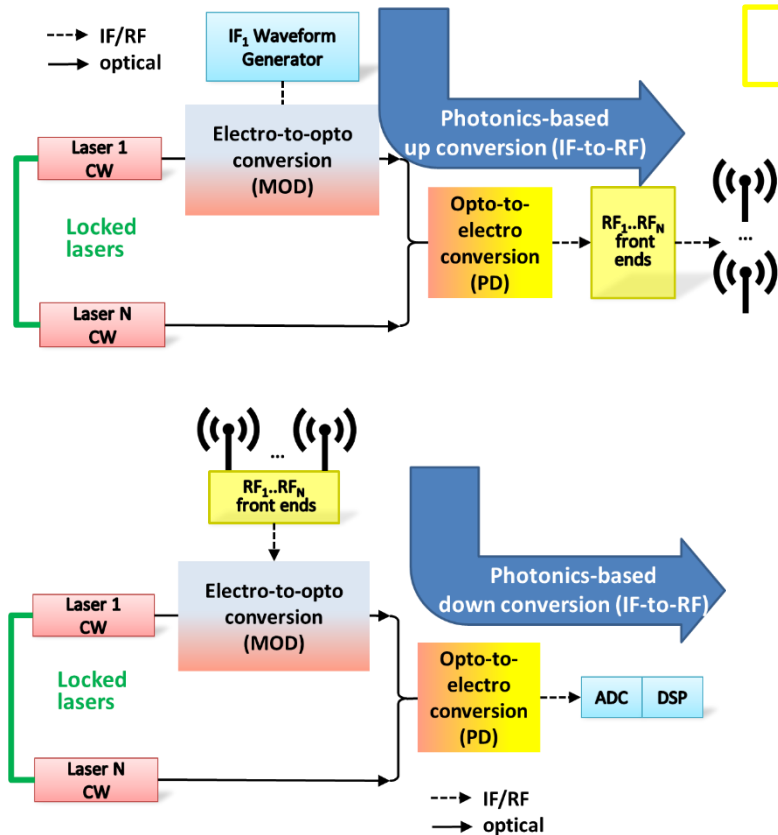 IF/RF
optical
IF₁ Waveform
Generator
Photonics-based
up conversion (IF-to-RF)
Laser 1
CW
Electro-to-opto
conversion
(MOD)
Locked
lasers
Opto-to-
electro
conversion
(PD)
RF₁..RF_N
front
ends
...
Laser N
CW
...
RF₁..RF_N
front ends
Photonics-based
down conversion (IF-to-RF)
Laser 1
CW
Electro-to-opto
conversion
(MOD)
Locked
lasers
Opto-to-
electro
conversion
(PD)
ADC
DSP
Laser N
CW
IF/RF
optical